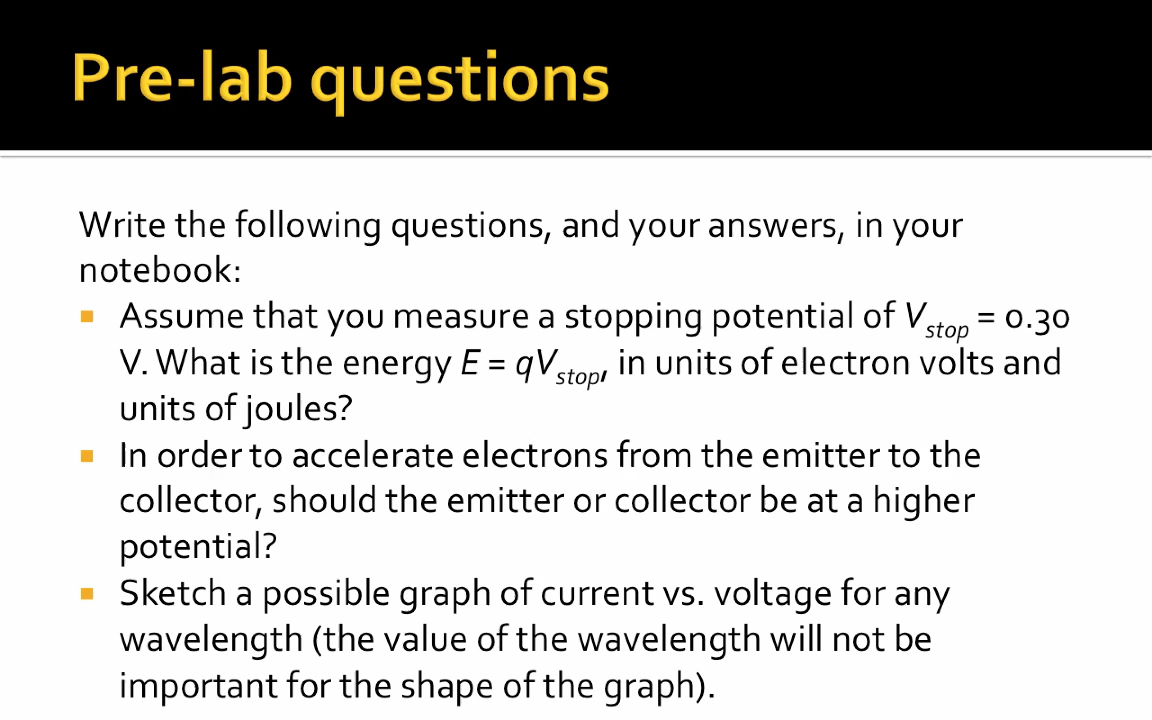 Pre-lab questions
Write the following questions, and your answers, in your
notebook:
▪ Assume that you measure a stopping potential of V_stop = 0.30
V. What is the energy E = qV_stop, in units of electron volts and
units of joules?
▪ In order to accelerate electrons from the emitter to the
collector, should the emitter or collector be at a higher
potential?
▪ Sketch a possible graph of current vs. voltage for any
wavelength (the value of the wavelength will not be
important for the shape of the graph).